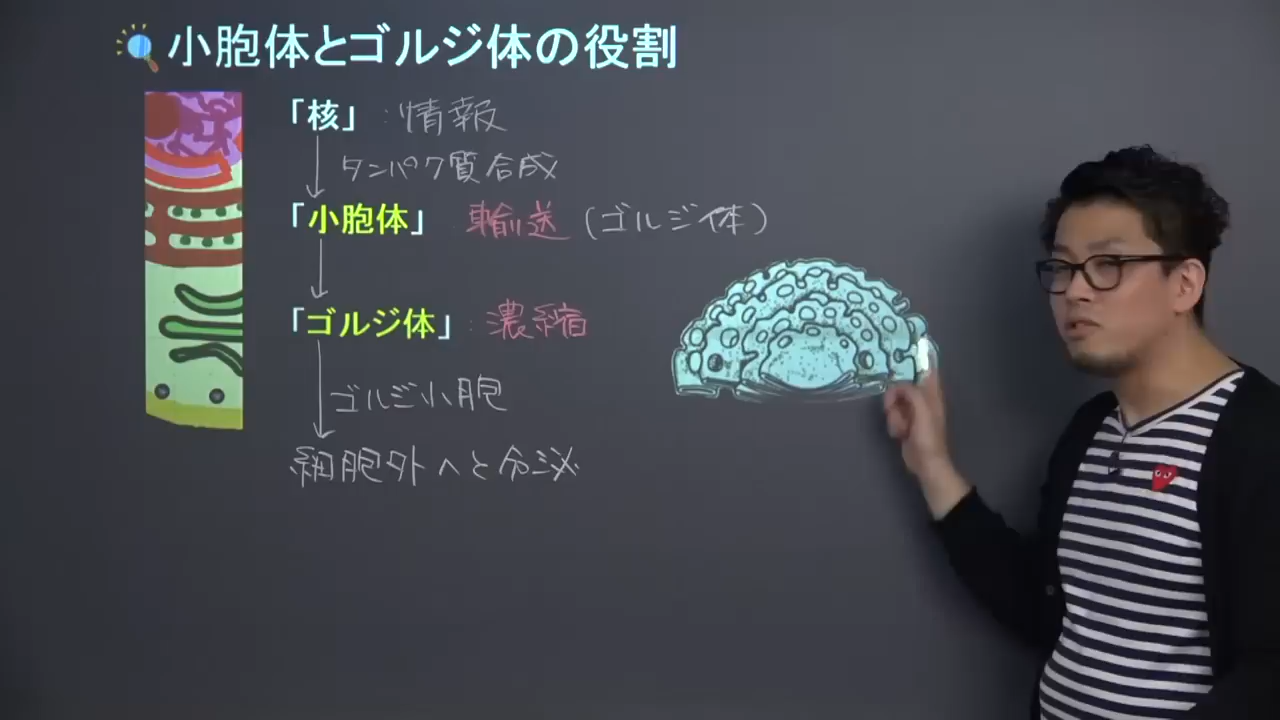 小胞体とゴルジ体の役割
「核」:情報
タンパク質合成
「小胞体」 輸送(ゴルジ体)
「ゴルジ体」:濃縮
ゴルジ小胞
細胞外へと分泌